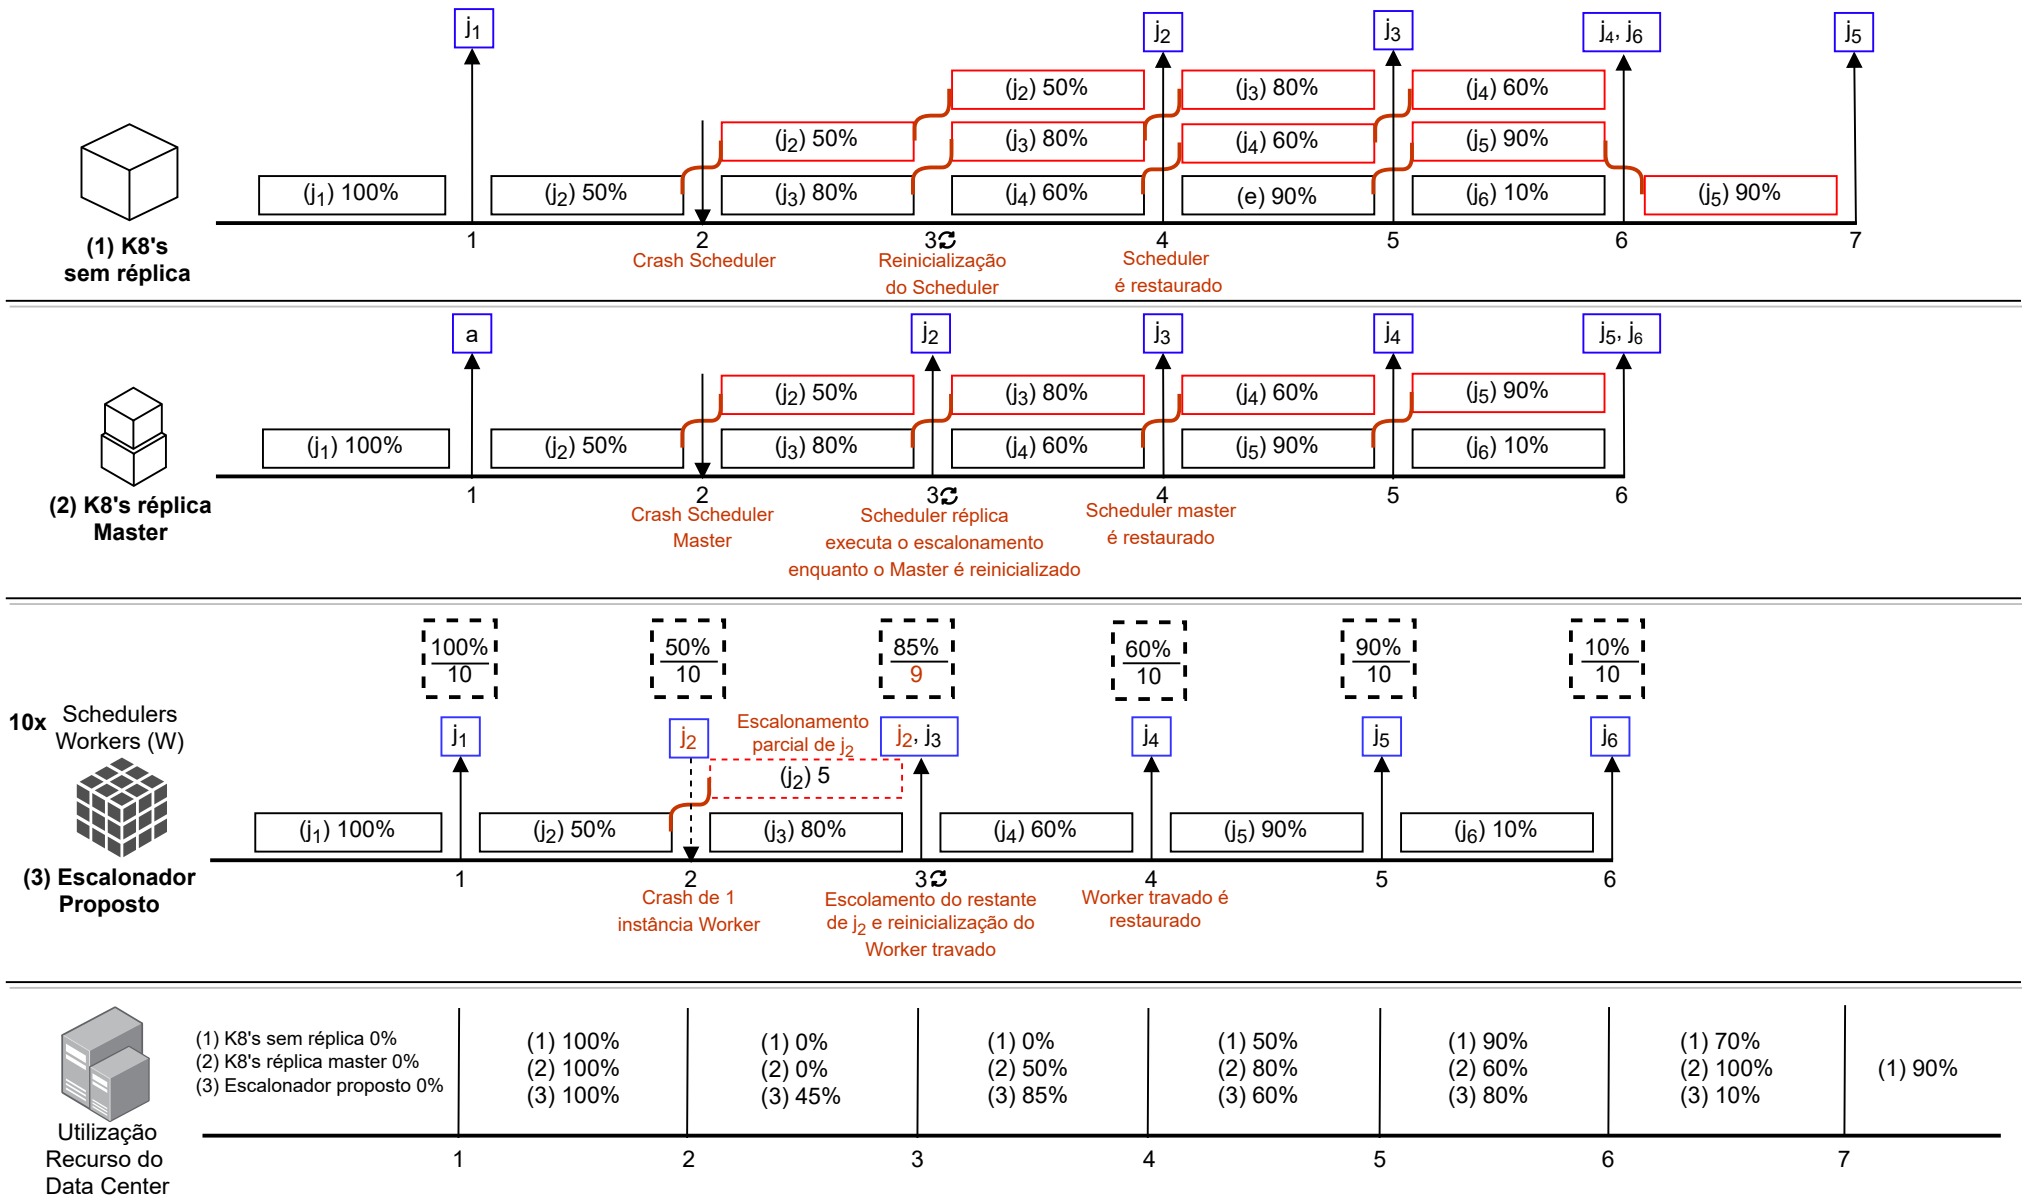 j1
j2
j3
j4, j6
j5
(j2) 50%
(j3) 80%
(j4) 60%
(j2) 50%
(j3) 80%
(j4) 60%
(j5) 90%
(j1) 100%
(j2) 50%
(j3) 80%
(j4) 60%
(e) 90%
(j6) 10%
(j5) 90%
(1) K8's
sem réplica
1
2
3
4
5
6
7
Crash Scheduler
Reinicialização
do Scheduler
Scheduler
é restaurado
a
j2
j3
j4
j5, j6
(j2) 50%
(j3) 80%
(j4) 60%
(j5) 90%
(j1) 100%
(j2) 50%
(j3) 80%
(j4) 60%
(j5) 90%
(j6) 10%
(2) K8's réplica
Master
1
2
3
4
5
6
Crash Scheduler
Master
Scheduler réplica
executa o escalonamento
enquanto o Master é reinicializado
Scheduler master
é restaurado
100%
10
50%
10
85%
9
60%
10
90%
10
10%
10
10x
Schedulers
Workers (W)
j1
j2
Escalonamento
parcial de j2
j2, j3
j4
j5
j6
(j2) 5
(j1) 100%
(j2) 50%
(j3) 80%
(j4) 60%
(j5) 90%
(j6) 10%
(3) Escalonador
Proposto
1
2
3
4
5
6
Crash de 1
instância Worker
Escolamento do restante
de j2 e reinicialização do
Worker travado
Worker travado é
restaurado
(1) K8's sem réplica 0%
(2) K8's réplica master 0%
(3) Escalonador proposto 0%
(1) 100%
(2) 100%
(3) 100%
(1) 0%
(2) 0%
(3) 45%
(1) 0%
(2) 50%
(3) 85%
(1) 50%
(2) 80%
(3) 60%
(1) 90%
(2) 60%
(3) 80%
(1) 70%
(2) 100%
(3) 10%
(1) 90%
Utilização
Recurso do
Data Center
1
2
3
4
5
6
7